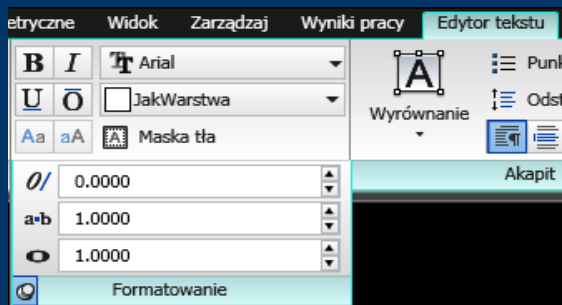 etryczne Widok Zarządzaj Wyniki pracy Edytor tekstu
B I Arial Punk
U O JakWarstwa Wyrównanie Odst
Aa aA A Maska tła
0/ 0.0000 Akapit
a-b 1.0000
o 1.0000
Formatowanie